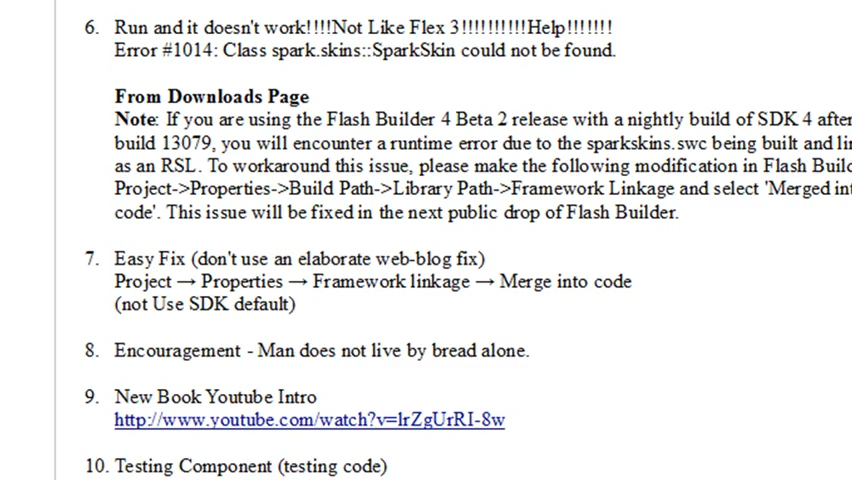 6. Run and it doesn't work!!!!Not Like Flex 3!!!!!!!!!!Help!!!!!!!
Error #1014: Class spark.skins::SparkSkin could not be found.
From Downloads Page
Note: If you are using the Flash Builder 4 Beta 2 release with a nightly build of SDK 4 after
build 13079, you will encounter a runtime error due to the sparkskins.swc being built and li
as an RSL. To workaround this issue, please make the following modification in Flash Build
Project->Properties->Build Path->Library Path->Framework Linkage and select 'Merged int
code'. This issue will be fixed in the next public drop of Flash Builder.
7. Easy Fix (don't use an elaborate web-blog fix)
Project → Properties → Framework linkage → Merge into code
(not Use SDK default)
8. Encouragement - Man does not live by bread alone.
9. New Book Youtube Intro
http://www.youtube.com/watch?v=lrZgUrRI-8w
10. Testing Component (testing code)